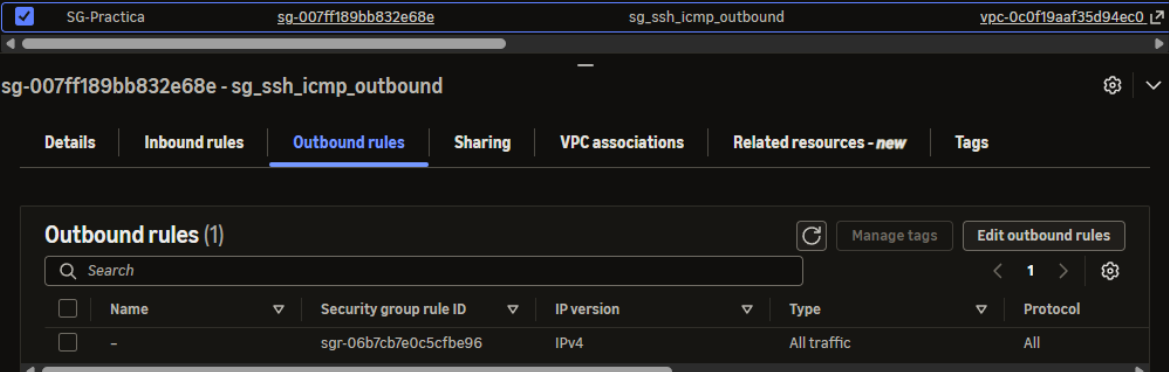 SG-Practica sg-007ff189bb832e68e sg_ssh_icmp_outbound vpc-0c0f19aaf35d94ec0
sg-007ff189bb832e68e - sg_ssh_icmp_outbound
Details Inbound rules Outbound rules Sharing VPC associations Related resources - new Tags
Outbound rules (1) Manage tags Edit outbound rules
Search 1
Name Security group rule ID IP version Type Protocol
– sgr-06b7cb7e0c5cfbe96 IPv4 All traffic All